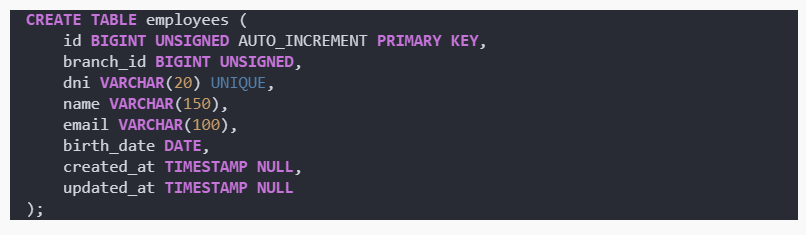 CREATE TABLE employees (
    id BIGINT UNSIGNED AUTO_INCREMENT PRIMARY KEY,
    branch_id BIGINT UNSIGNED,
    dni VARCHAR(20) UNIQUE,
    name VARCHAR(150),
    email VARCHAR(100),
    birth_date DATE,
    created_at TIMESTAMP NULL,
    updated_at TIMESTAMP NULL
);